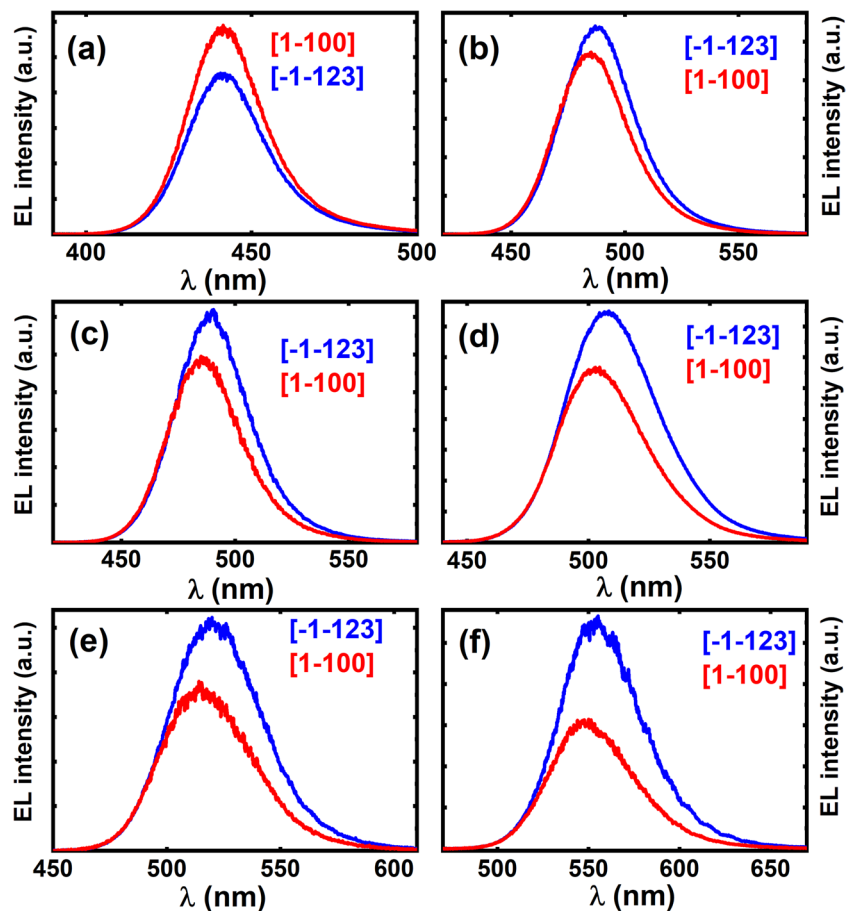 (a)
[1-100]
[-1-123]
EL intensity (a.u.)
400 450 500
λ (nm)
(b)
[-1-123]
[1-100]
EL intensity (a.u.)
450 500 550
λ (nm)
(c)
[-1-123]
[1-100]
EL intensity (a.u.)
450 500 550
λ (nm)
(d)
[-1-123]
[1-100]
EL intensity (a.u.)
450 500 550
λ (nm)
(e)
[-1-123]
[1-100]
EL intensity (a.u.)
450 500 550 600
λ (nm)
(f)
[-1-123]
[1-100]
EL intensity (a.u.)
500 550 600 650
λ (nm)